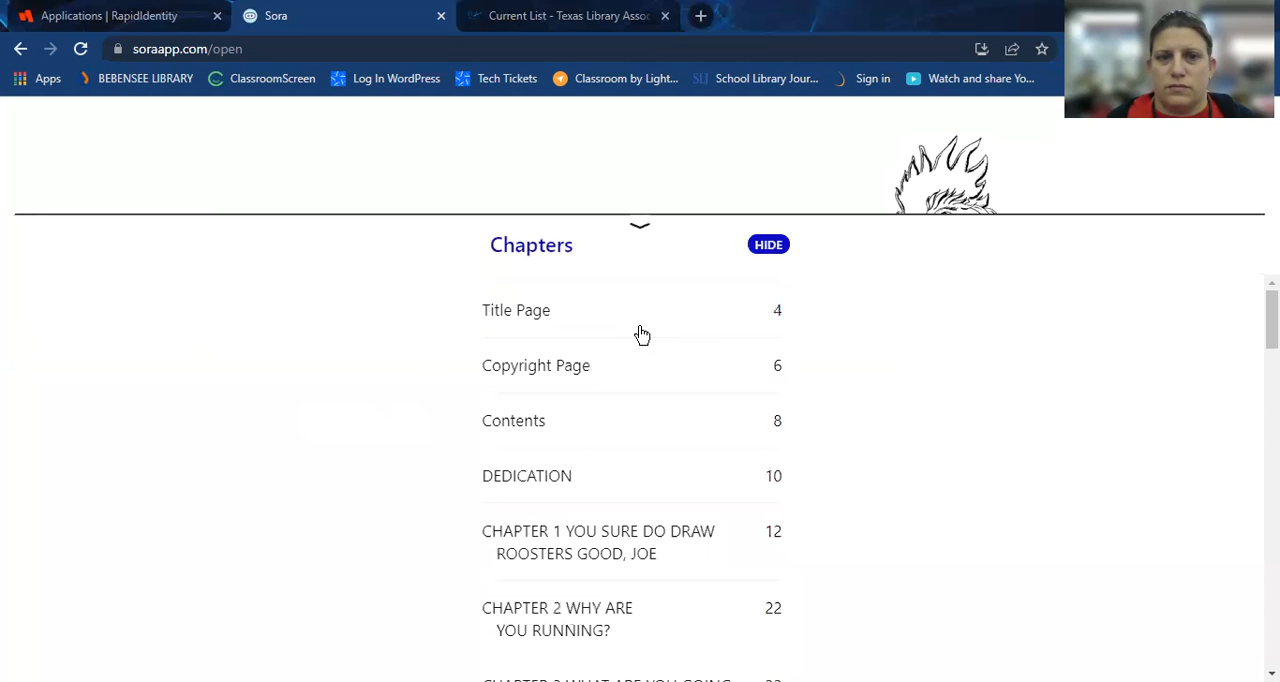 Applications | RapidIdentity
Sora
Current List - Texas Library Assoc
soraapp.com/open
Apps
BEBENSEE LIBRARY
ClassroomScreen
Log In WordPress
Tech Tickets
Classroom by Light...
SLJ
School Library Jour...
Sign in
Watch and share Yo...
Chapters
HIDE
Title Page 4
Copyright Page 6
Contents 8
DEDICATION 10
CHAPTER 1 YOU SURE DO DRAW 12
ROOSTERS GOOD, JOE
CHAPTER 2 WHY ARE 22
YOU RUNNING?